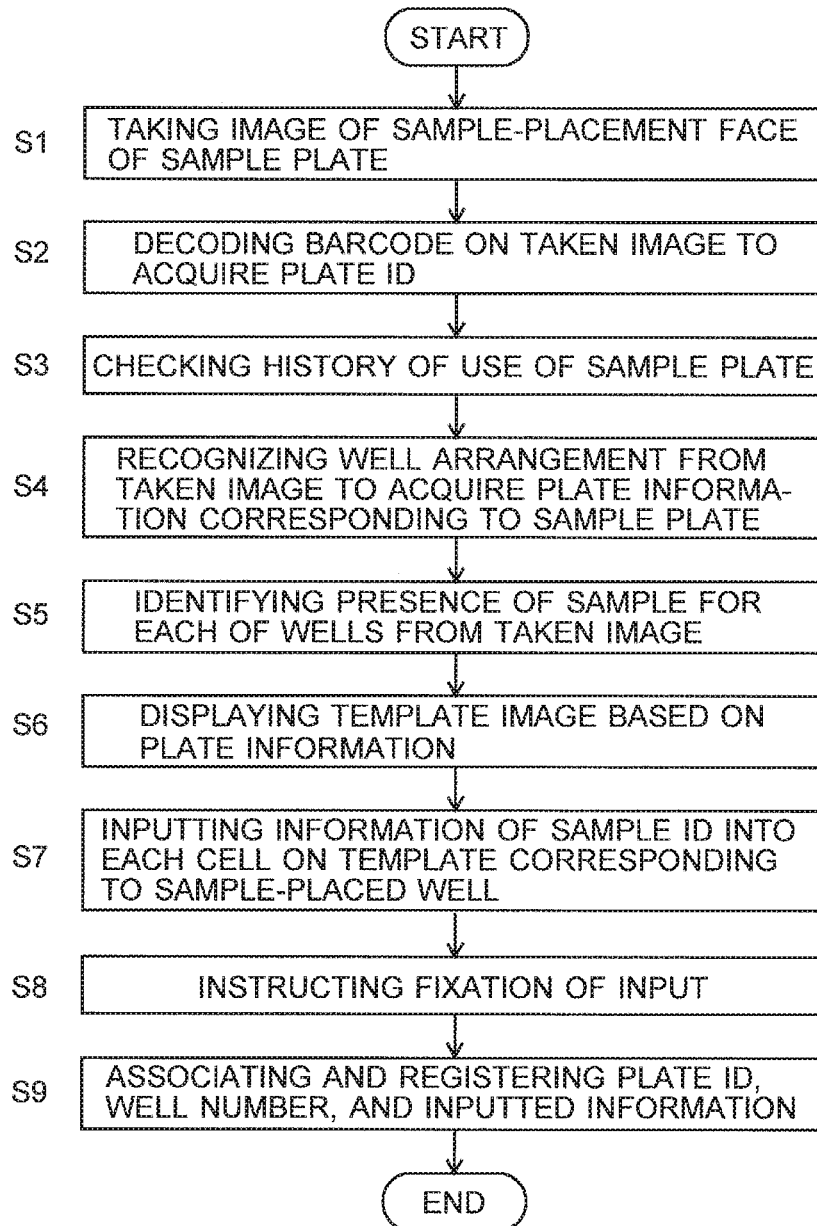 START
S1
TAKING IMAGE OF SAMPLE-PLACEMENT FACE
OF SAMPLE PLATE
S2
DECODING BARCODE ON TAKEN IMAGE TO
ACQUIRE PLATE ID
S3
CHECKING HISTORY OF USE OF SAMPLE PLATE
S4
RECOGNIZING WELL ARRANGEMENT FROM
TAKEN IMAGE TO ACQUIRE PLATE INFORMA-
TION CORRESPONDING TO SAMPLE PLATE
S5
IDENTIFYING PRESENCE OF SAMPLE FOR
EACH OF WELLS FROM TAKEN IMAGE
S6
DISPLAYING TEMPLATE IMAGE BASED ON
PLATE INFORMATION
S7
INPUTTING INFORMATION OF SAMPLE ID INTO
EACH CELL ON TEMPLATE CORRESPONDING
TO SAMPLE-PLACED WELL
S8
INSTRUCTING FIXATION OF INPUT
S9
ASSOCIATING AND REGISTERING PLATE ID,
WELL NUMBER, AND INPUTTED INFORMATION
END